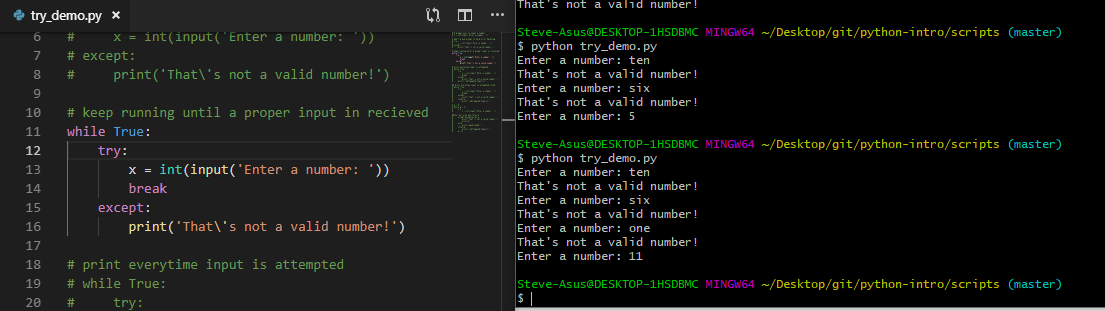 try_demo.py
6 #     x = int(input('Enter a number: '))
7 # except:
8 #     print('That\'s not a valid number!')
9
10 # keep running until a proper input in recieved
11 while True:
12     try:
13         x = int(input('Enter a number: '))
14         break
15     except:
16         print('That\'s not a valid number!')
17
18 # print everytime input is attempted
19 # while True:
20 #     try:
That's not a valid number!
Steve-Asus@DESKTOP-1HSDBMC MINGW64 ~/Desktop/git/python-intro/scripts (master)
$ python try_demo.py
Enter a number: ten
That's not a valid number!
Enter a number: six
That's not a valid number!
Enter a number: 5
Steve-Asus@DESKTOP-1HSDBMC MINGW64 ~/Desktop/git/python-intro/scripts (master)
$ python try_demo.py
Enter a number: ten
That's not a valid number!
Enter a number: six
That's not a valid number!
Enter a number: one
That's not a valid number!
Enter a number: 11
Steve-Asus@DESKTOP-1HSDBMC MINGW64 ~/Desktop/git/python-intro/scripts (master)
$